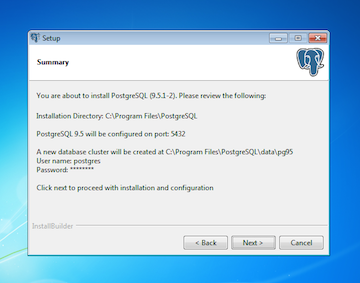 Setup
Summary
You are about to install PostgreSQL (9.5.1-2). Please review the following:
Installation Directory: C:\Program Files\PostgreSQL
PostgreSQL 9.5 will be configured on port: 5432
A new database cluster will be created at C:\Program Files\PostgreSQL\data\pg95
User name: postgres
Password: ********
Click next to proceed with installation and configuration
InstallBuilder
< Back
Next >
Cancel